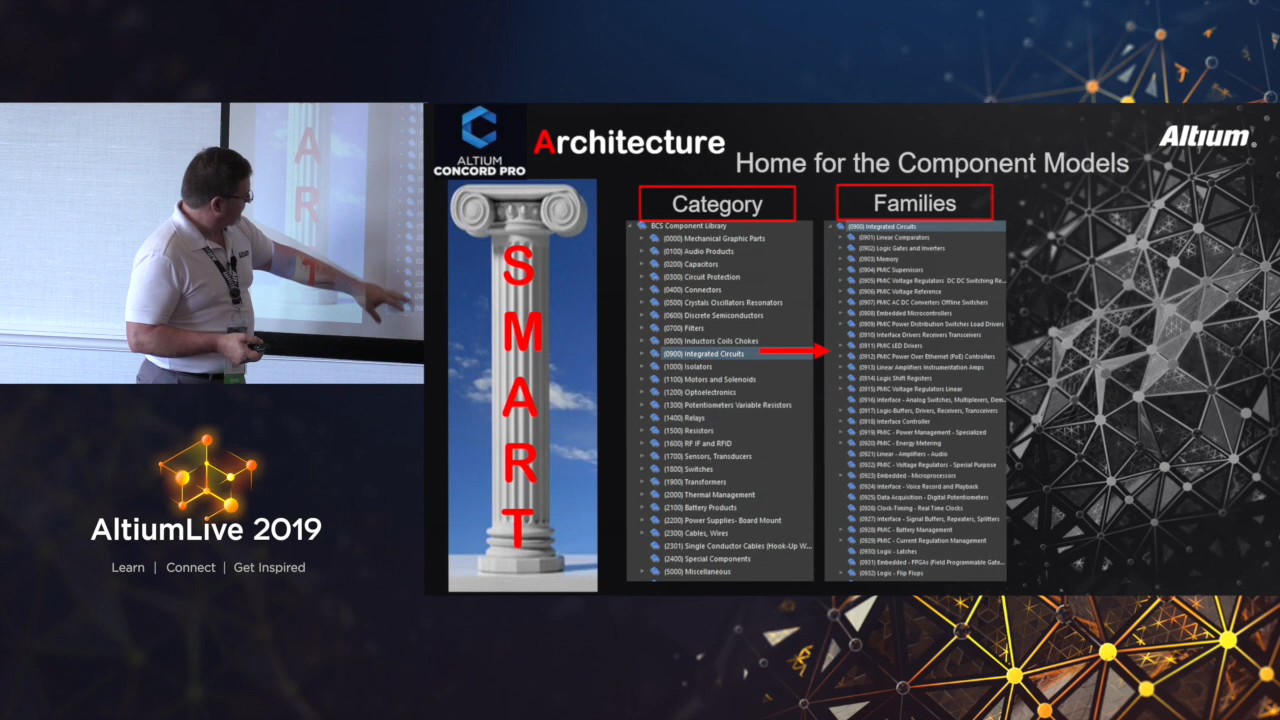 ALTIUM
CONCORD PRO
Architecture
Home for the Component Models
Altium®
S
M
A
R
T
Category
BCS Component Library
(0000) Mechanical Graphic Parts
(0100) Audio Products
(0200) Capacitors
(0300) Circuit Protection
(0400) Connectors
(0500) Crystals Oscillators Resonators
(0600) Discrete Semiconductors
(0700) Filters
(0800) Inductors Coils Chokes
(0900) Integrated Circuits
(1000) Isolators
(1100) Motors and Solenoids
(1200) Optoelectronics
(1300) Potentiometers Variable Resistors
(1400) Relays
(1500) Resistors
(1600) RF IF and RFID
(1700) Sensors, Transducers
(1800) Switches
(1900) Transformers
(2000) Thermal Management
(2100) Battery Products
(2200) Power Supplies- Board Mount
(2300) Cables, Wires
(2301) Single Conductor Cables (Hook-Up W...
(2400) Special Components
(5000) Miscellaneous
Families
(0900) Integrated Circuits
(0901) Linear Comparators
(0902) Logic Gates and Inverters
(0903) Memory
(0904) PMIC Supervisors
(0905) PMIC Voltage Regulators DC DC Switching Re...
(0906) PMIC Voltage Reference
(0907) PMIC AC DC Converters Offline Switchers
(0908) Embedded Microcontrollers
(0909) PMIC Power Distribution Switches Load Drivers
(0910) Interface Drivers Receivers Transceivers
(0911) PMIC LED Drivers
(0912) PMIC Power Over Ethernet (PoE) Controllers
(0913) Linear Amplifiers Instrumentation Amps
(0914) Logic Shift Registers
(0915) PMIC Voltage Regulators Linear
(0916) Interface - Analog Switches, Multiplexers, Dem...
(0917) Logic-Buffers, Drivers, Receivers, Transceivers
(0918) Interface Controller
(0919) PMIC - Power Management - Specialized
(0920) PMIC - Energy Metering
(0921) Linear - Amplifiers - Audio
(0922) PMIC - Voltage Regulators - Special Purpose
(0923) Embedded - Microprocessors
(0924) Interface - Voice Record and Playback
(0925) Data Acquisition - Digital Potentiometers
(0926) Clock-Timing - Real Time Clocks
(0927) Interface - Signal Buffers, Repeaters, Splitters
(0928) PMIC - Battery Management
(0929) PMIC - Current Regulation Management
(0930) Logic - Latches
(0931) Embedded - FPGAs (Field Programmable Gate...
(0932) Logic - Flip Flops
A
R
T
AltiumLive 2019
Learn | Connect | Get Inspired